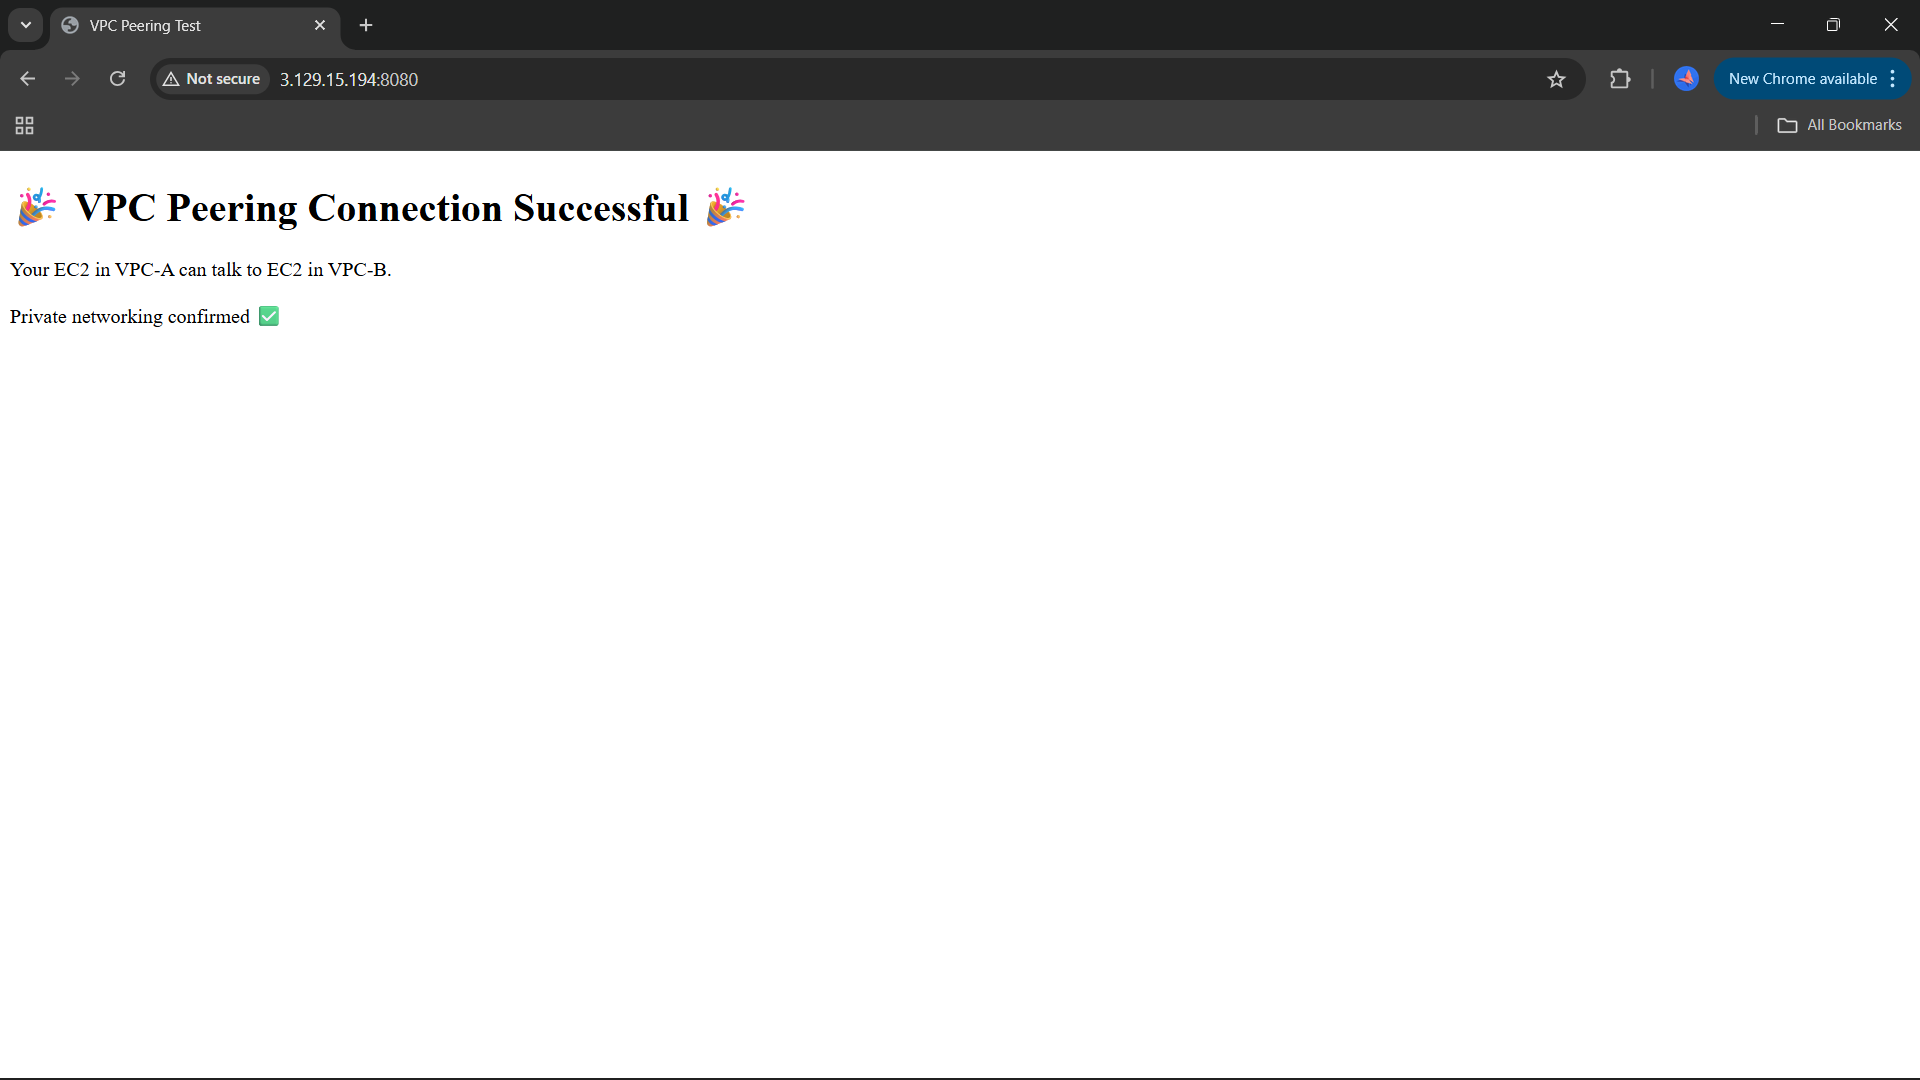 VPC Peering Test
Not secure
3.129.15.194:8080
New Chrome available
All Bookmarks
🎉 VPC Peering Connection Successful 🎉
Your EC2 in VPC-A can talk to EC2 in VPC-B.
Private networking confirmed ✅